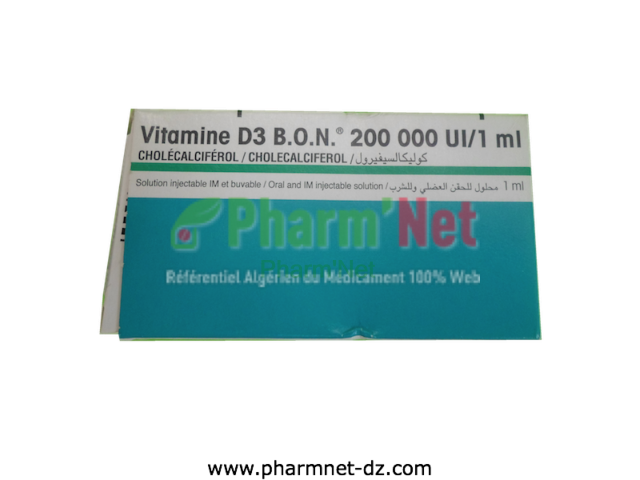 Vitamine D3 B.O.N.® 200 000 UI/1 ml
CHOLÉCALCIFÉROL / CHOLECALCIFEROL / كوليكالسيفيرول
Solution injectable IM et buvable / Oral and IM injectable solution / محلول للحقن العضلي وللشرب 1 ml
Pharm'Net
Pharm'Net
Référentiel Algérien du Médicament 100% Web
www.pharmnet-dz.com